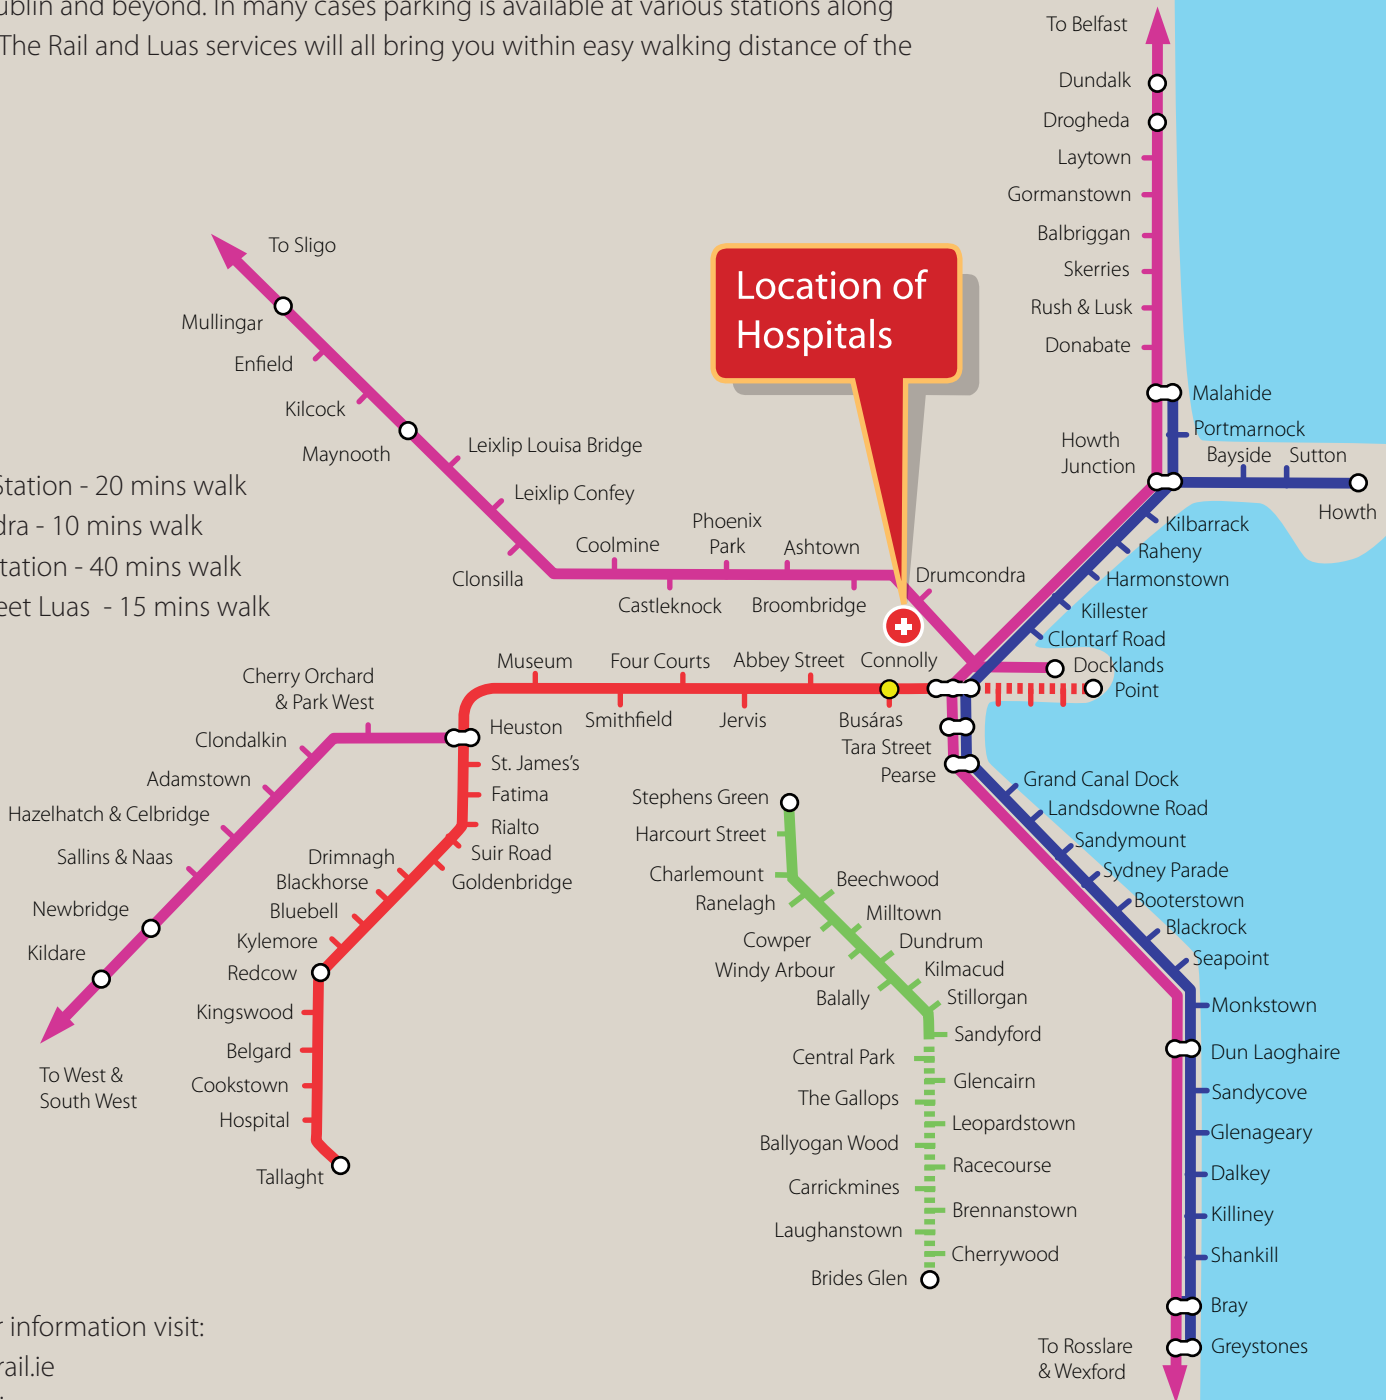 ublin and beyond. In many cases parking is available at various stations along
The Rail and Luas services will all bring you within easy walking distance of the
To Belfast
Dundalk
Drogheda
Laytown
Gormanstown
Balbriggan
Skerries
Rush & Lusk
Donabate
Malahide
Portmarnock
Howth
Junction
Bayside
Sutton
Howth
To Sligo
Mullingar
Enfield
Kilcock
Maynooth
Leixlip Louisa Bridge
Leixlip Confey
Clonsilla
Coolmine
Castleknock
Phoenix
Park
Ashtown
Broombridge
Drumcondra
Location of
Hospitals
Station - 20 mins walk
dra - 10 mins walk
tation - 40 mins walk
eet Luas - 15 mins walk
Kilbarrack
Raheny
Harmonstown
Killester
Clontarf Road
Docklands
Point
Museum
Four Courts
Abbey Street
Connolly
Smithfield
Jervis
Busáras
Tara Street
Pearse
Cherry Orchard
& Park West
Heuston
Clondalkin
Adamstown
Hazelhatch & Celbridge
Sallins & Naas
Newbridge
Kildare
To West &
South West
St. James's
Fatima
Rialto
Suir Road
Goldenbridge
Drimnagh
Blackhorse
Bluebell
Kylemore
Redcow
Kingswood
Belgard
Cookstown
Hospital
Tallaght
Stephens Green
Harcourt Street
Charlemount
Ranelagh
Beechwood
Cowper
Milltown
Windy Arbour
Dundrum
Balally
Kilmacud
Stillorgan
Sandyford
Central Park
Glencairn
The Gallops
Leopardstown
Ballyogan Wood
Racecourse
Carrickmines
Brennanstown
Laughanstown
Cherrywood
Brides Glen
Grand Canal Dock
Landsdowne Road
Sandymount
Sydney Parade
Booterstown
Blackrock
Seapoint
Monkstown
Dun Laoghaire
Sandycove
Glenageary
Dalkey
Killiney
Shankill
Bray
Greystones
To Rosslare
& Wexford
r information visit:
rail.ie